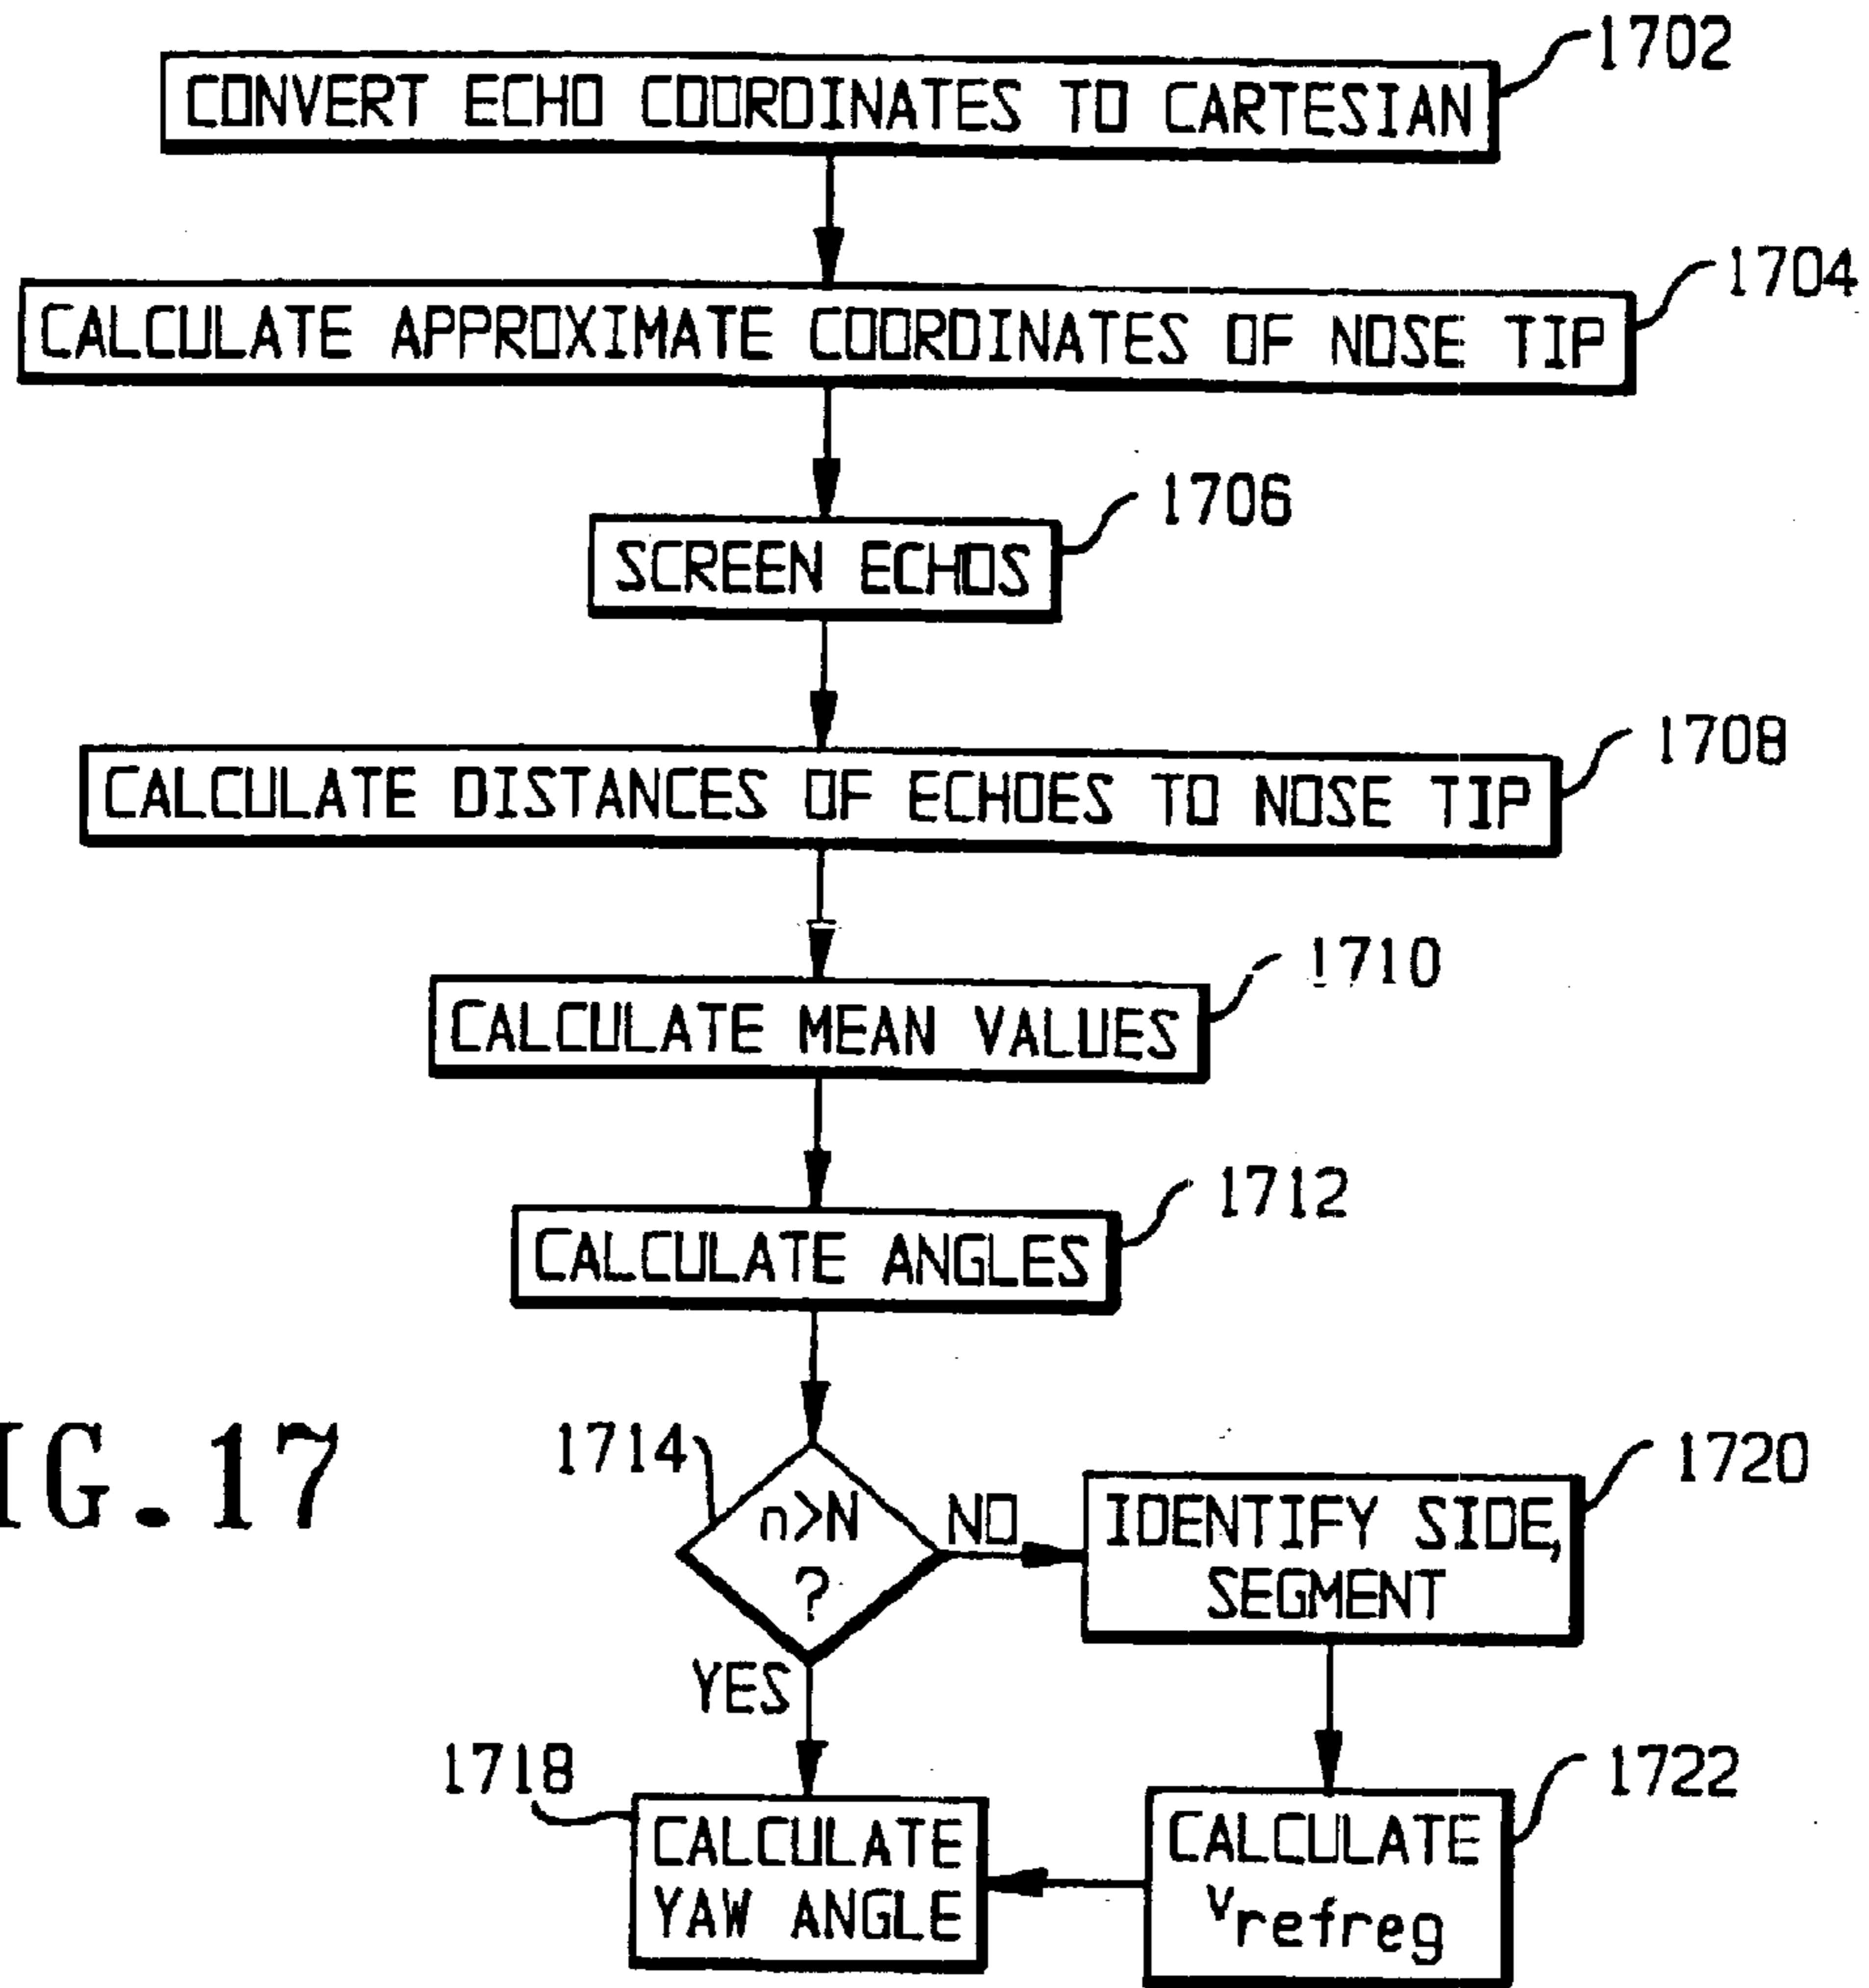 1702
CONVERT ECHO COORDINATES TO CARTESIAN
1704
CALCULATE APPROXIMATE COORDINATES OF NOSE TIP
1706
SCREEN ECHOS
1708
CALCULATE DISTANCES OF ECHOES TO NOSE TIP
1710
CALCULATE MEAN VALUES
1712
CALCULATE ANGLES
IG.17
1714
n>N
?
NO
1720
IDENTIFY SIDE,
SEGMENT
YES
1718
CALCULATE
YAW ANGLE
1722
CALCULATE
γrefreg